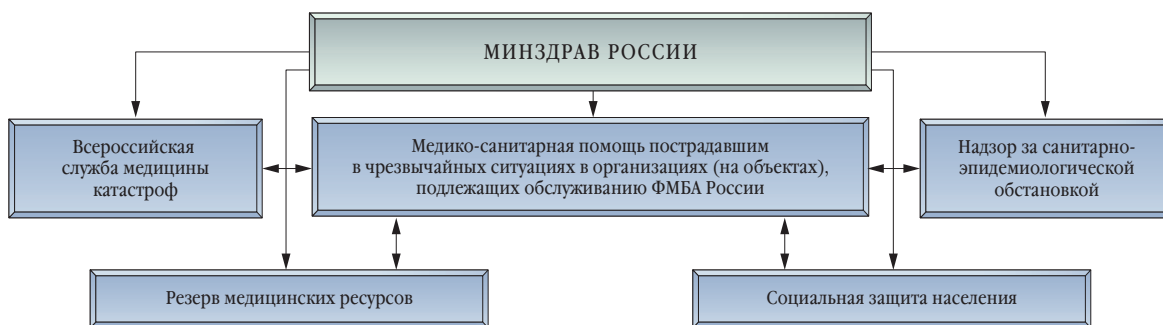 МИНЗДРАВ РОССИИ
Всероссийская
служба медицины
катастроф
Медико-санитарная помощь пострадавшим
в чрезвычайных ситуациях в организациях (на объектах),
подлежащих обслуживанию ФМБА России
Надзор за санитарно-
эпидемиологической
обстановкой
Резерв медицинских ресурсов
Социальная защита населения